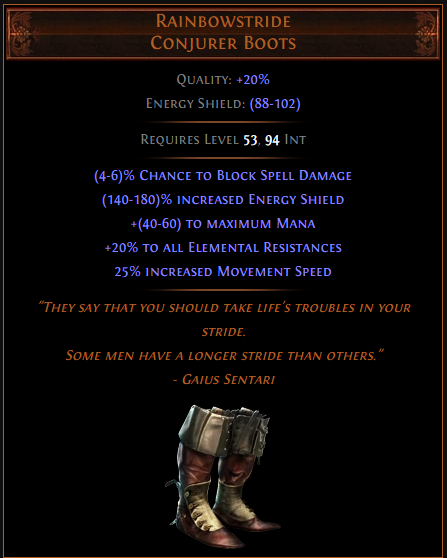 Rainbowstride
Conjurer Boots
Quality: +20%
Energy Shield: (88-102)
Requires Level 53, 94 Int
(4-6)% Chance to Block Spell Damage
(140-180)% increased Energy Shield
+(40-60) to maximum Mana
+20% to all Elemental Resistances
25% increased Movement Speed
"They say that you should take life's troubles in your
stride.
Some men have a longer stride than others."
- Gaius Sentari